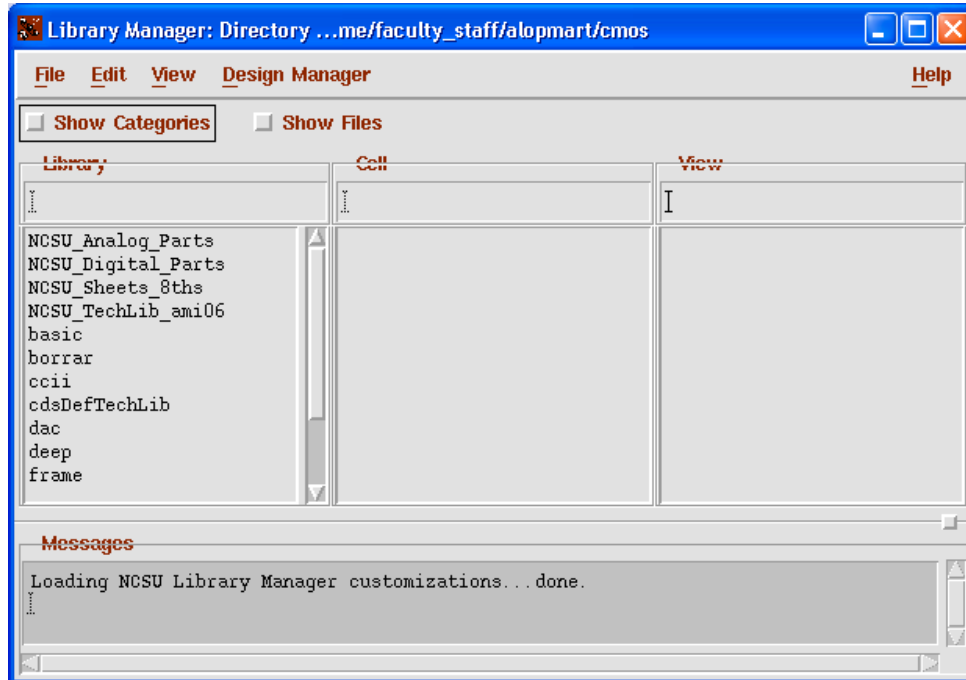 Library Manager: Directory ...me/faculty_staff/alopmart/cmos
File Edit View Design Manager Help
Show Categories Show Files
Library Cell View
NCSU_Analog_Parts
NCSU_Digital_Parts
NCSU_Sheets_8ths
NCSU_TechLib_ami06
basic
borrar
ccii
cdsDefTechLib
dac
deep
frame
Messages
Loading NCSU Library Manager customizations...done.